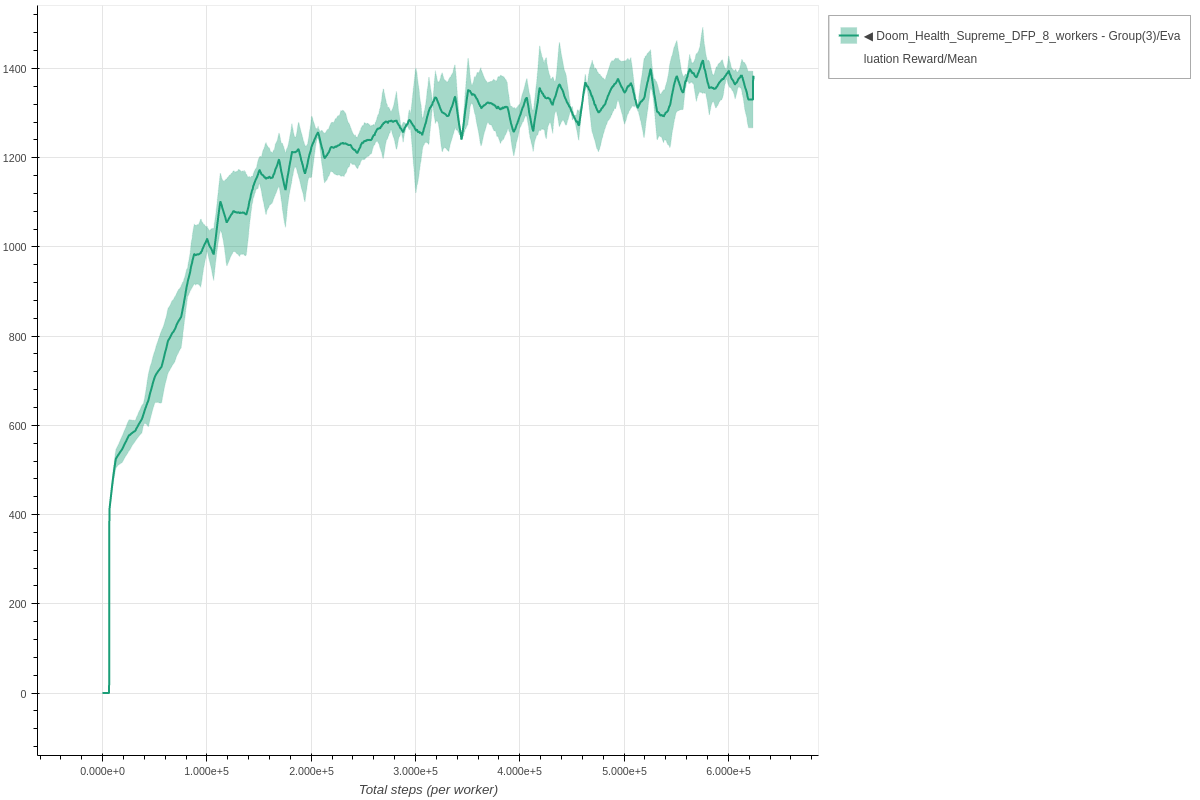 ◀ Doom_Health_Supreme_DFP_8_workers - Group(3)/Eva
luation Reward/Mean
1400
1200
1000
800
600
400
200
0
0.000e+0 1.000e+5 2.000e+5 3.000e+5 4.000e+5 5.000e+5 6.000e+5
Total steps (per worker)